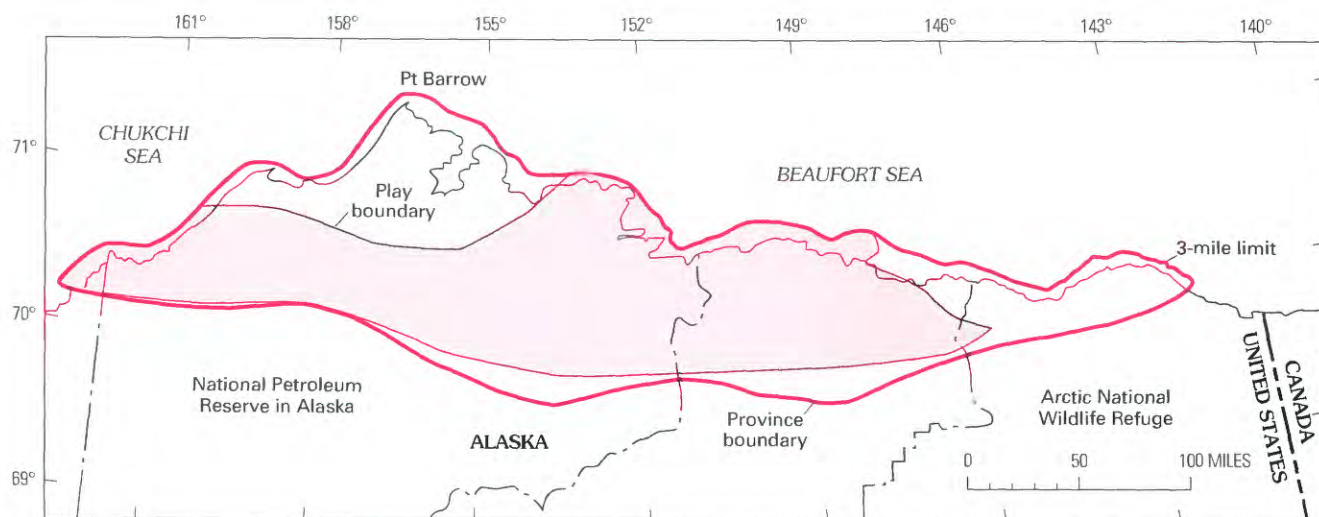 161°
158°
155°
152°
149°
146°
143°
140°
Pt Barrow
CHUKCHI
SEA
71°
BEAUFORT SEA
Play
boundary
3-mile limit
70°
National Petroleum
Reserve in Alaska
ALASKA
Province
boundary
Arctic National
Wildlife Refuge
UNITED STATES
CANADA
69°
0 50 100 MILES